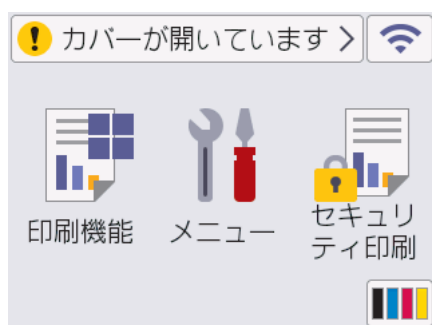 カバーが開いています
印刷機能
メニュー
セキュリ
ティ印刷